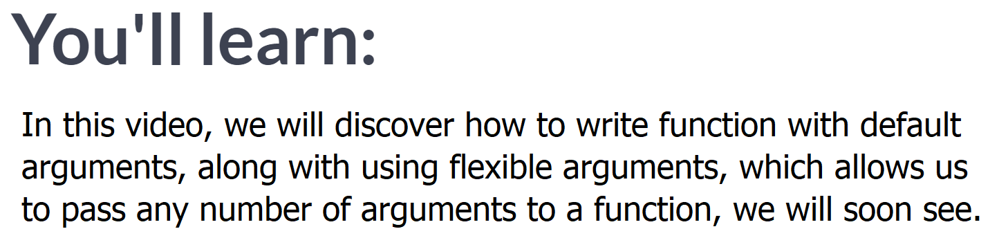 You'll learn:
In this video, we will discover how to write function with default
arguments, along with using flexible arguments, which allows us
to pass any number of arguments to a function, we will soon see.